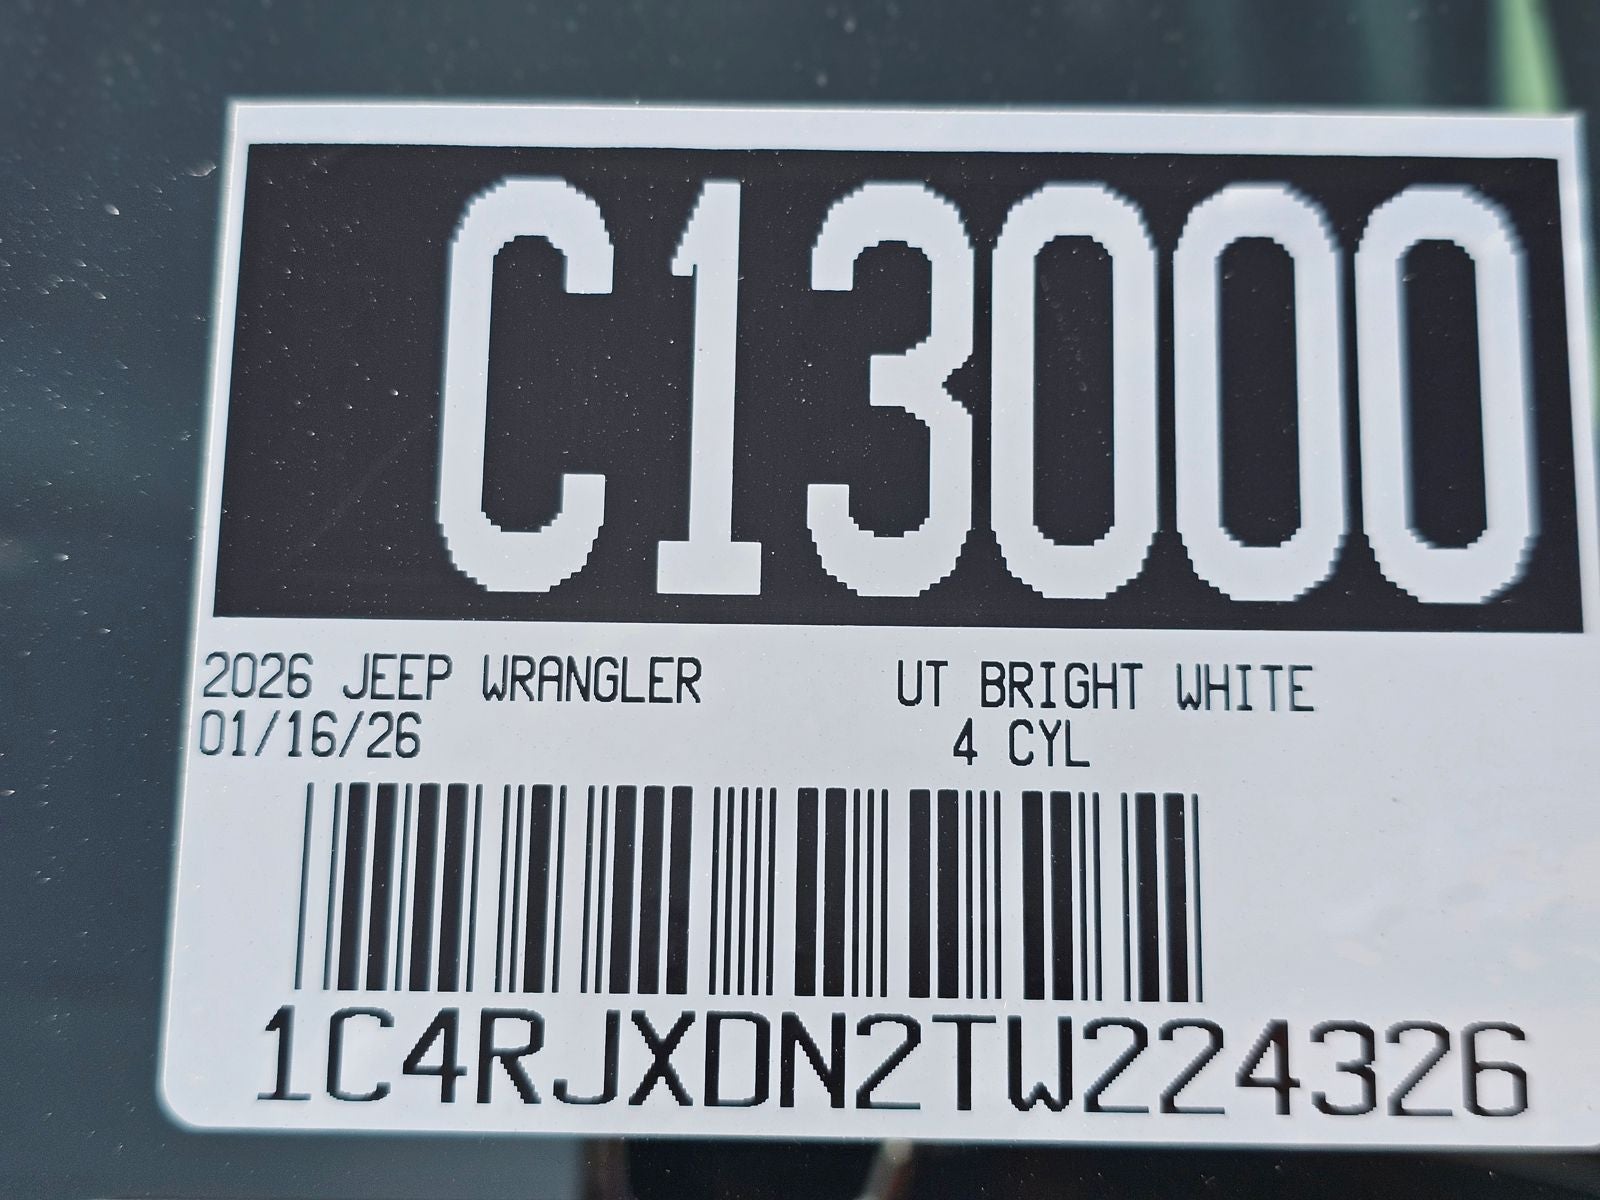 C13000
2026 JEEP WRANGLER UT BRIGHT WHITE
01/16/26 4 CYL
1C4RJXDN2TW224326